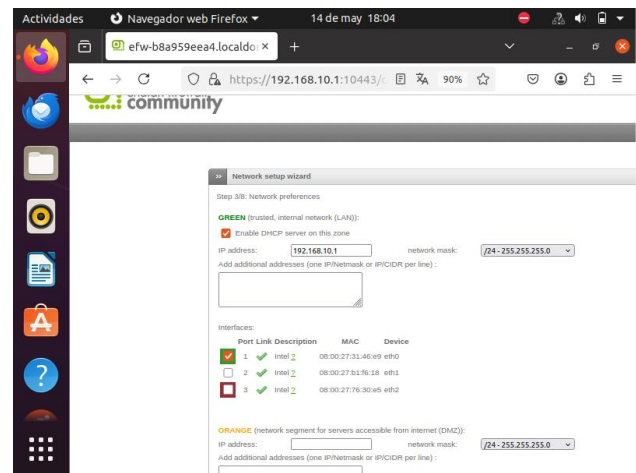 Actividades
Navegador web Firefox
14 de may 18:04
efw-b8a959eea4.localdo
https://192.168.10.1:10443/
90%
community
Network setup wizard
Step 3/8: Network preferences
GREEN (trusted, internal network (LAN)):
Enable DHCP server on this zone
IP address: 192.168.10.1 network mask: /24 - 255.255.255.0
Add additional addresses (one IP/Netmask or IP/CIDR per line) :
Interfaces:
Port Link Description MAC Device
1 Intel ? 08:00:27:31:46:e9 eth0
2 Intel ? 08:00:27:b1:f6:18 eth1
3 Intel ? 08:00:27:76:30:e5 eth2
ORANGE (network segment for servers accessible from internet (DMZ)):
IP address: network mask: /24 - 255.255.255.0
Add additional addresses (one IP/Netmask or IP/CIDR per line) :